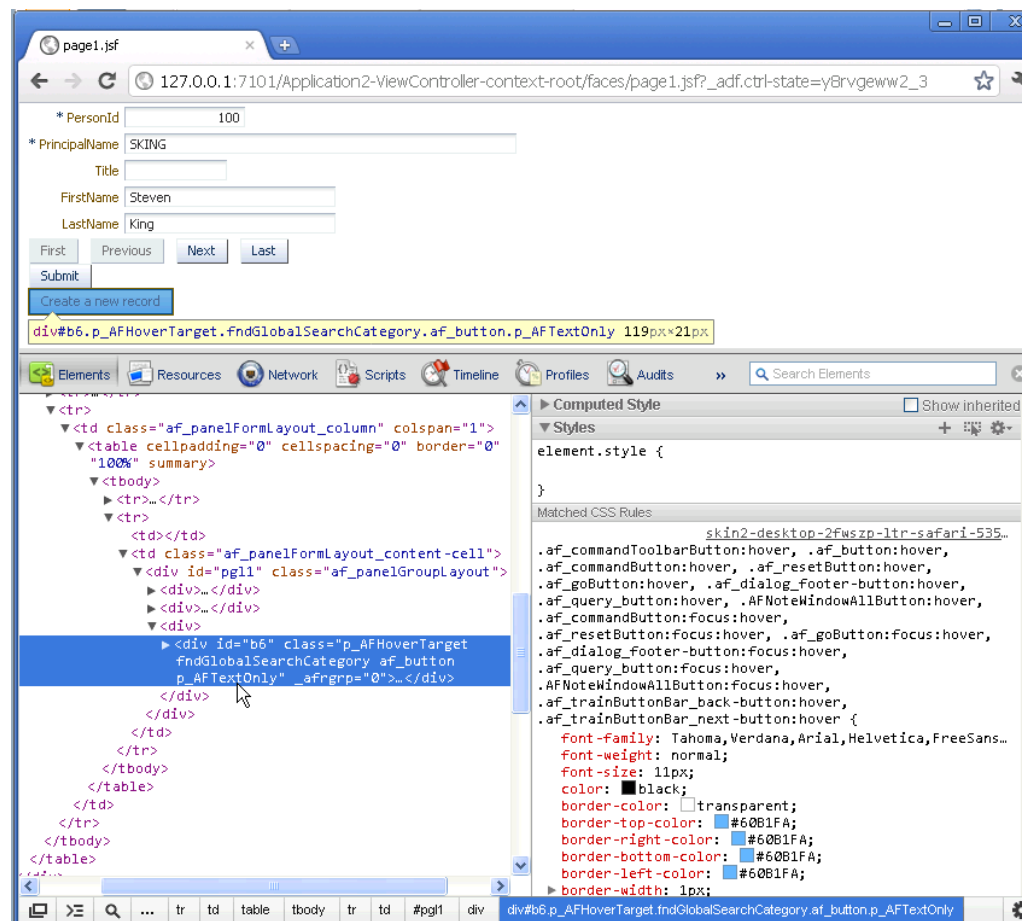 page1.jsf
127.0.0.1:7101/Application2-ViewController-context-root/faces/page1.jsf?_adf.ctrl-state=y8rvgeww2_3
* PersonId 100
* PrincipalName SKING
Title
FirstName Steven
LastName King
First Previous Next Last
Submit
Create a new record
div#b6.p_AFHoverTarget.fndGlobalSearchCategory.af_button.p_AFTextOnly 119px×21px
Elements Resources Network Scripts Timeline Profiles Audits » Search Elements
▼<tr>
▼<td class="af_panelFormLayout_column" colspan="1">
▼<table cellpadding="0" cellspacing="0" border="0"
"100%" summary>
▼<tbody>
▶<tr>…</tr>
▼<tr>
<td></td>
▼<td class="af_panelFormLayout_content-cell">
▼<div id="pgl1" class="af_panelGroupLayout">
▶<div>…</div>
▶<div>…</div>
▼<div>
▶<div id="b6" class="p_AFHoverTarget
fndGlobalSearchCategory af_button
p_AFTextOnly" _afrgrp="0">…</div>
</div>
</div>
</td>
</tr>
</tbody>
</table>
</td>
</tr>
</tbody>
</table>
▶Computed Style Show inherited
▼Styles
element.style {
}
Matched CSS Rules
skin2-desktop-2fwszp-ltr-safari-535…
.af_commandToolbarButton:hover, .af_button:hover,
.af_commandButton:hover, .af_resetButton:hover,
.af_goButton:hover, .af_dialog_footer-button:hover,
.af_query_button:hover, .AFNoteWindowAllButton:hover,
.af_commandButton:focus:hover,
.af_resetButton:focus:hover, .af_goButton:focus:hover,
.af_dialog_footer-button:focus:hover,
.af_query_button:focus:hover,
.AFNoteWindowAllButton:focus:hover,
.af_trainButtonBar_back-button:hover,
.af_trainButtonBar_next-button:hover {
font-family: Tahoma,Verdana,Arial,Helvetica,FreeSans…
font-weight: normal;
font-size: 11px;
color: black;
border-color: transparent;
border-top-color: #60B1FA;
border-right-color: #60B1FA;
border-bottom-color: #60B1FA;
border-left-color: #60B1FA;
▶border-width: 1px;
... tr td table tbody tr td #pgl1 div div#b6.p_AFHoverTarget.fndGlobalSearchCategory.af_button.p_AFTextOnly